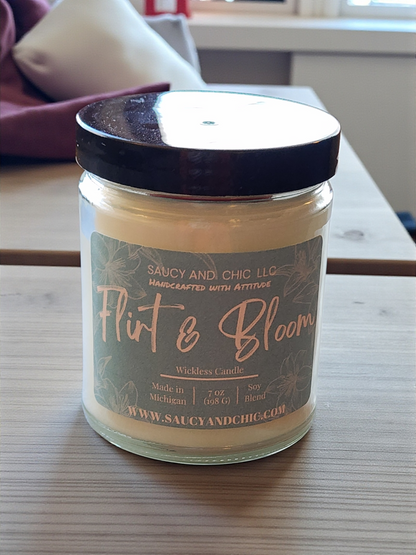 SAUCY AND CHIC LLC
HANDCRAFTED WITH ATTITUDE
Flirt & Bloom
Wickless Candle
Made in Michigan | 7 oz (198 G) | Soy Blend
WWW.SAUCYANDCHIC.COM